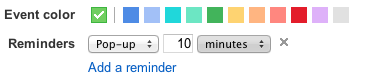 Event color
Reminders Pop-up 10 minutes
Add a reminder